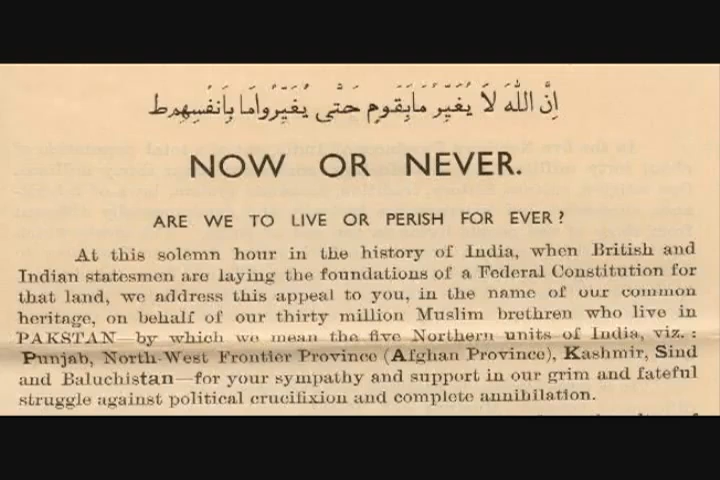 اِنَّ اللّٰهَ لَا يُغَيِّرُ مَا بِقَومٍ حَتّٰى يُغَيِّرُوا مَا بِاَنفُسِهِمط
NOW OR NEVER.
ARE WE TO LIVE OR PERISH FOR EVER?
At this solemn hour in the history of India, when British and
Indian statesmen are laying the foundations of a Federal Constitution for
that land, we address this appeal to you, in the name of our common
heritage, on behalf of our thirty million Muslim brethren who live in
PAKSTAN—by which we mean the five Northern units of India, viz. :
Punjab, North-West Frontier Province (Afghan Province), Kashmir, Sind
and Baluchistan—for your sympathy and support in our grim and fateful
struggle against political crucifixion and complete annihilation.